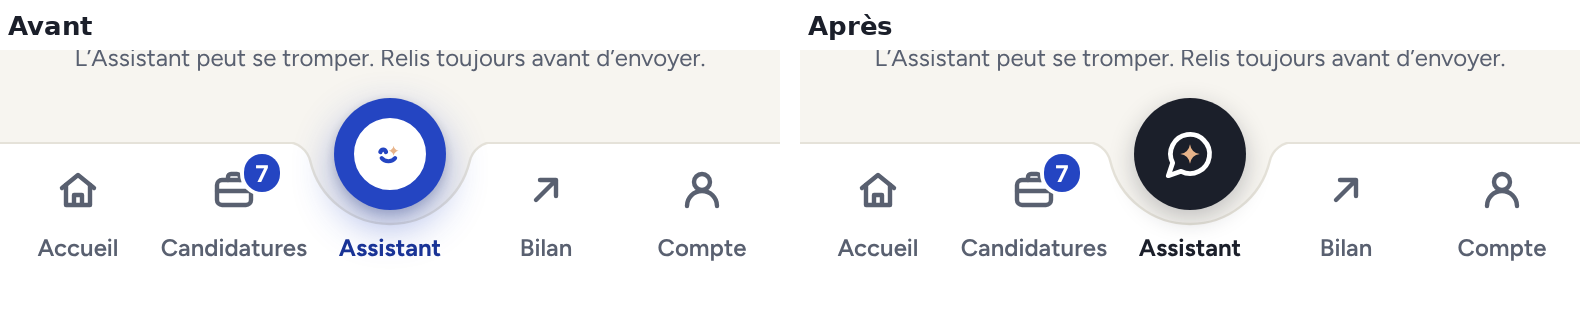 Avant
L’Assistant peut se tromper. Relis toujours avant d’envoyer.
7
Accueil Candidatures Assistant Bilan Compte
Après
L’Assistant peut se tromper. Relis toujours avant d’envoyer.
7
Accueil Candidatures Assistant Bilan Compte